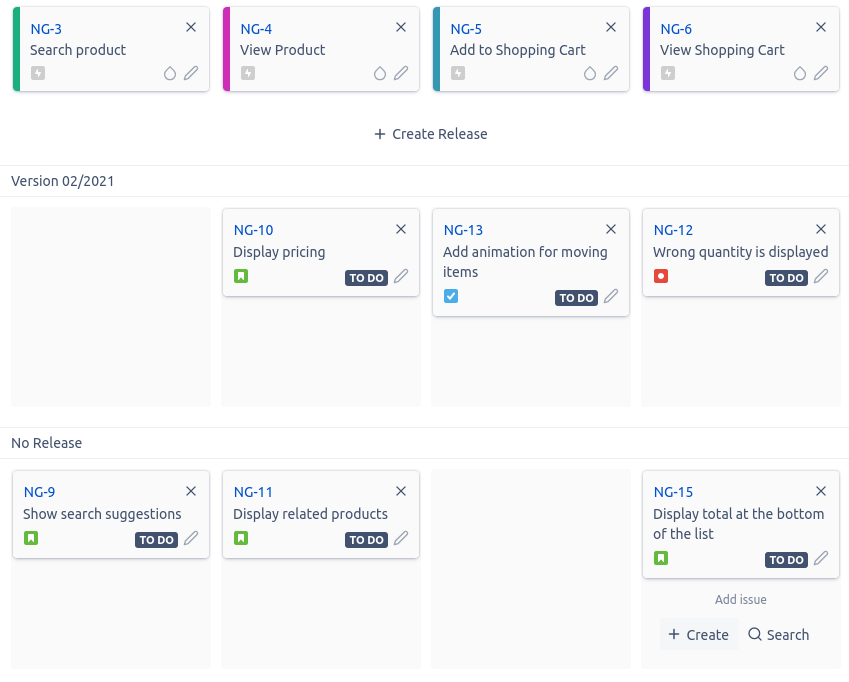 NG-3
Search product
NG-4
View Product
NG-5
Add to Shopping Cart
NG-6
View Shopping Cart
Create Release
Version 02/2021
NG-10
Display pricing
TO DO
NG-13
Add animation for moving
items
TO DO
NG-12
Wrong quantity is displayed
TO DO
No Release
NG-9
Show search suggestions
TO DO
NG-11
Display related products
TO DO
NG-15
Display total at the bottom
of the list
TO DO
Add issue
Create
Search